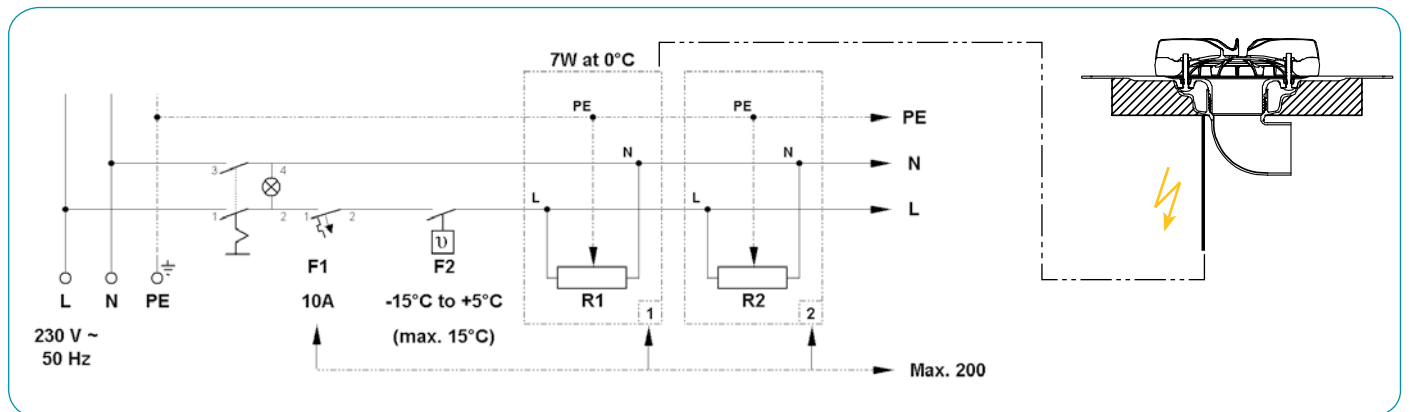 7W at 0°C
PE
PE
PE
3
4
N
N
N
1
2
1
2
L
L
L
L
N
PE
F1
F2
R1
R2
10A
-15°C to +5°C
1
2
230 V ~
50 Hz
(max. 15°C)
υ
Max. 200